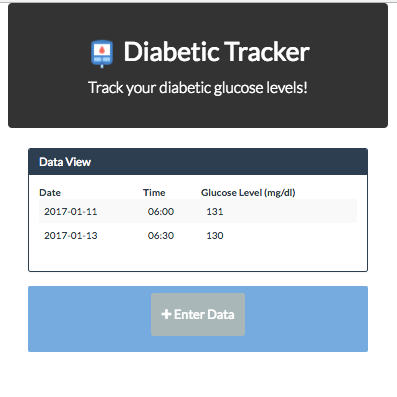 Diabetic Tracker
Track your diabetic glucose levels!
Data View
Date Time Glucose Level (mg/dl)
2017-01-11 06:00 131
2017-01-13 06:30 130
+ Enter Data